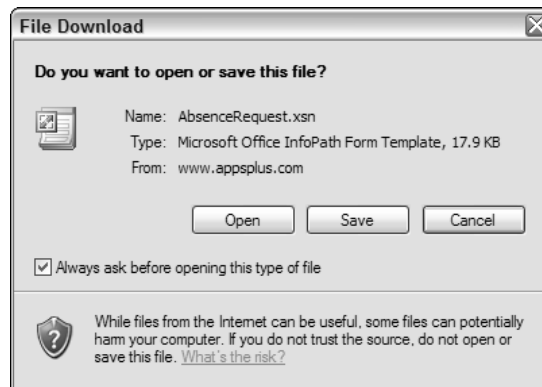 File Download
Do you want to open or save this file?
Name: AbsenceRequest.xsn
Type: Microsoft Office InfoPath Form Template, 17.9 KB
From: www.appsplus.com
Open Save Cancel
Always ask before opening this type of file
While files from the Internet can be useful, some files can potentially
harm your computer. If you do not trust the source, do not open or
save this file. What's the risk?